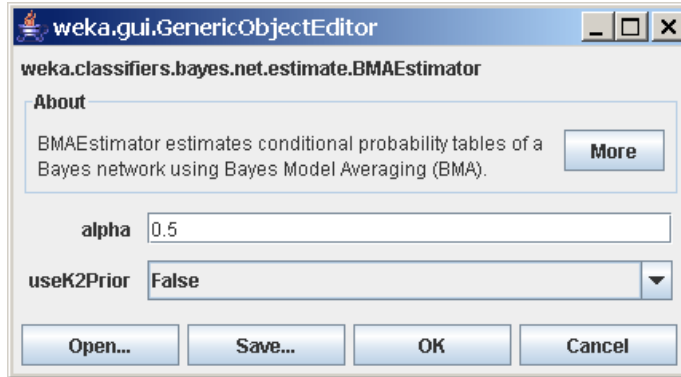 weka.gui.GenericObjectEditor
weka.classifiers.bayes.net.estimate.BMAEstimator
About
BMAEstimator estimates conditional probability tables of a
Bayes network using Bayes Model Averaging (BMA).
More
alpha 0.5
useK2Prior False
Open... Save... OK Cancel